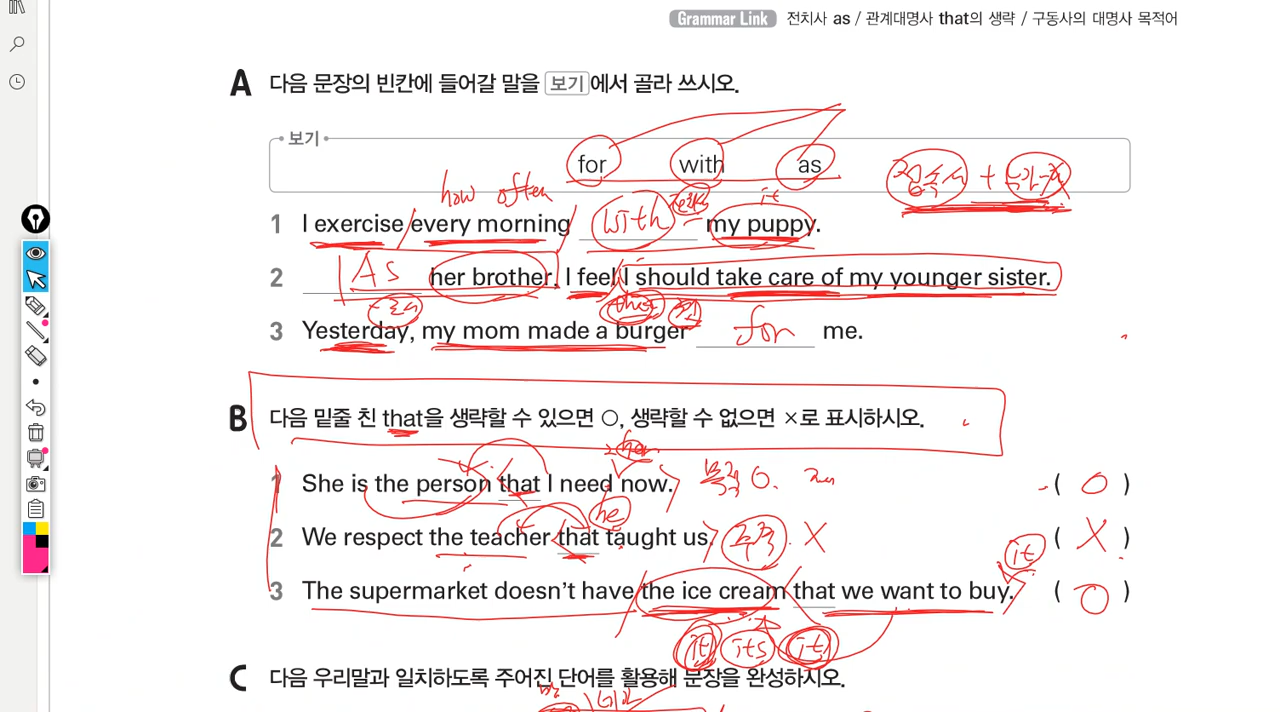 Grammar Link 전치사 as / 관계대명사 that의 생략 / 구동사의 대명사 목적어
A 다음 문장의 빈칸에 들어갈 말을 보기 에서 골라 쓰시오.
보기
for with as
접속사 +
how often it
1 I exercise every morning with my puppy.
2 As her brother, I feel I should take care of my younger sister.
that
3 Yesterday, my mom made a burger for me.
B 다음 밑줄 친 that을 생략할 수 있으면 ○, 생략할 수 없으면 ×로 표시하시오.
her
1 She is the person that I need now. 목적 O. ( O )
he
2 We respect the teacher that taught us. 주격 X ( X )
it
3 The supermarket doesn't have the ice cream that we want to buy. ( O )
it its it
C 다음 우리말과 일치하도록 주어진 단어를 활용해 문장을 완성하시오.